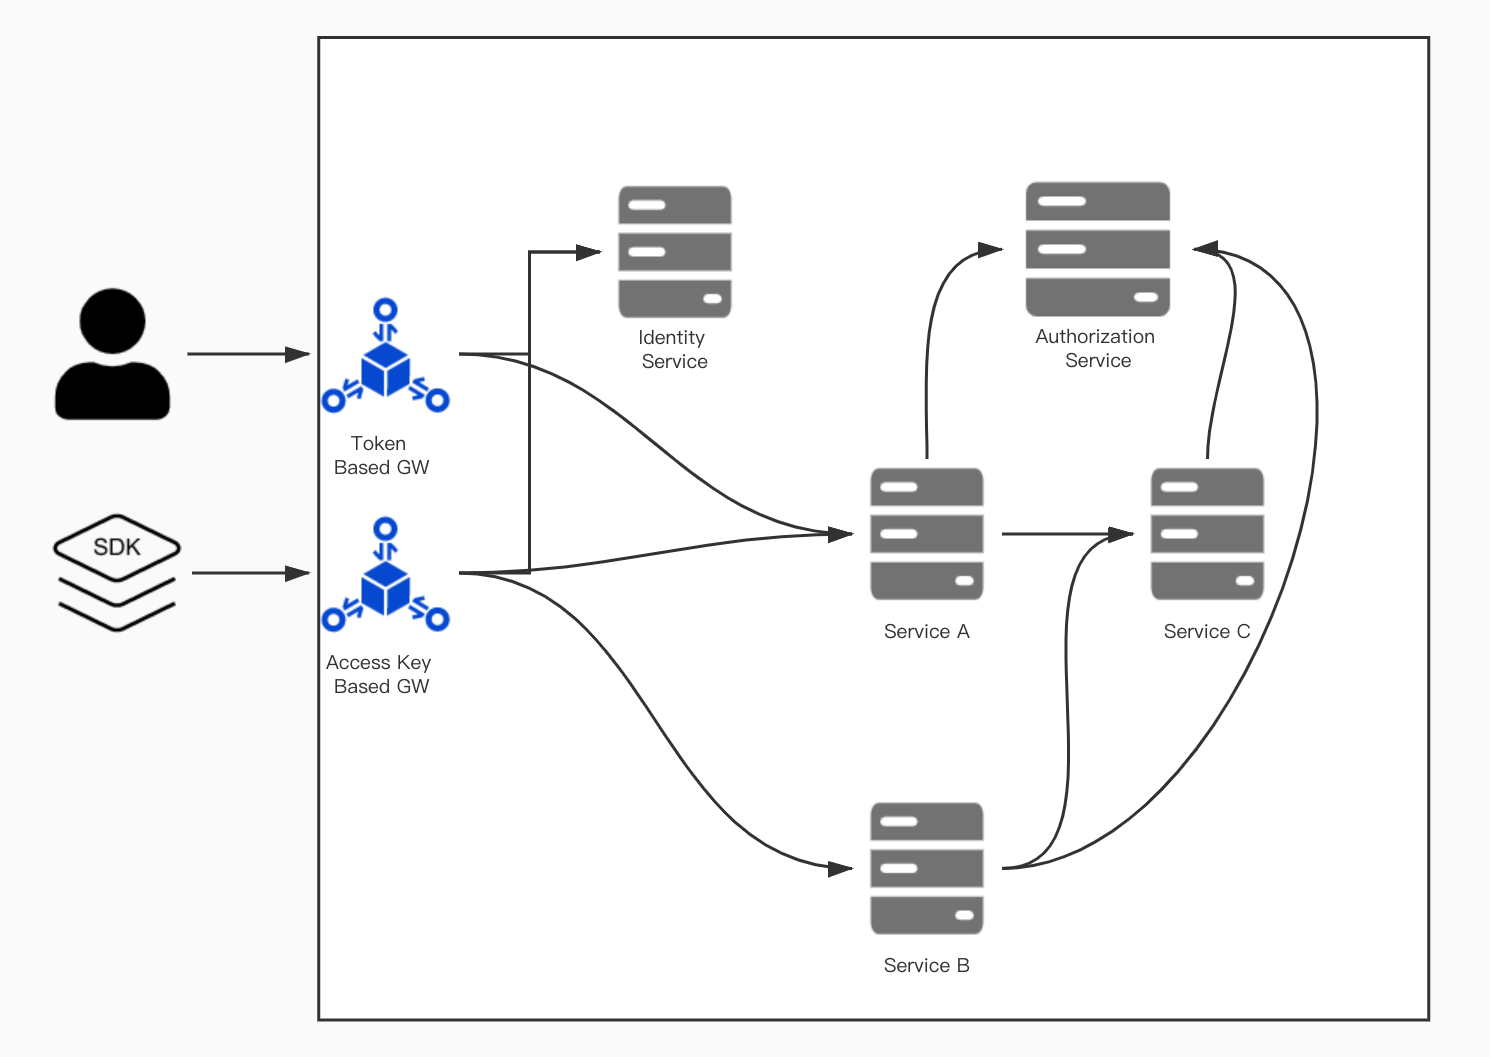 Identity
Service
Authorization
Service
Token
Based GW
SDK
Access Key
Based GW
Service A
Service C
Service B